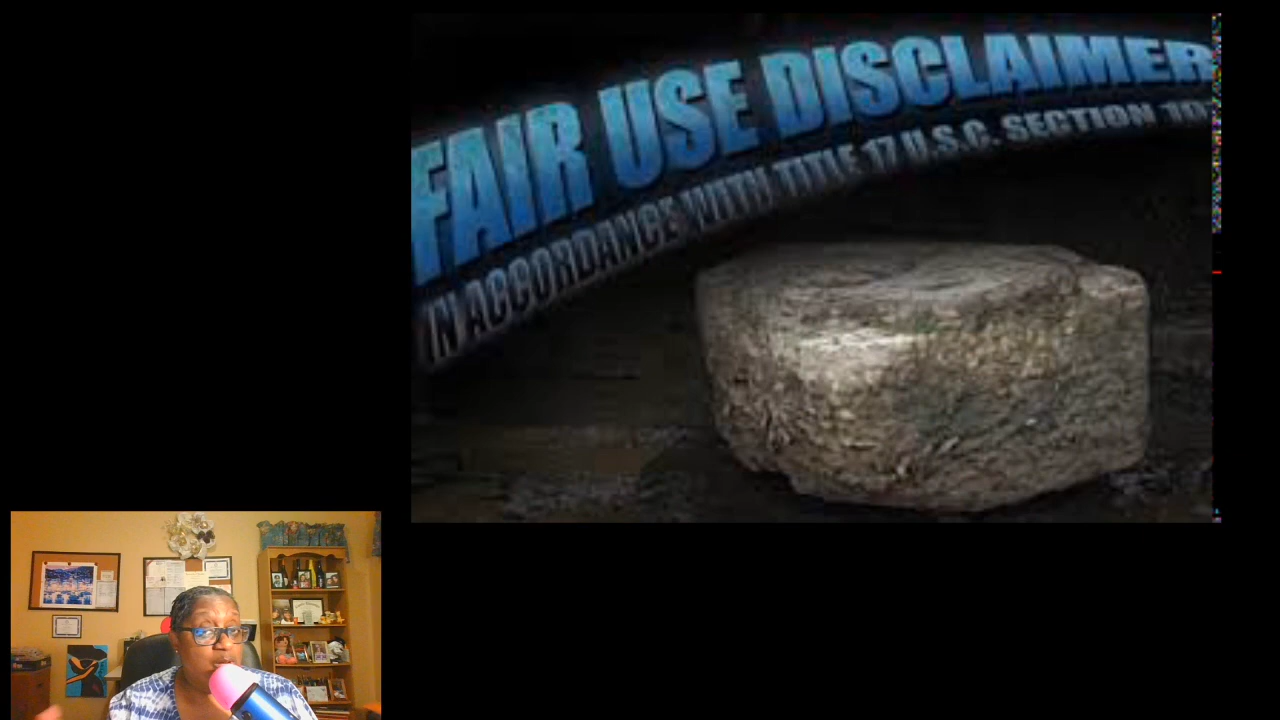 FAIR USE DISCLAIMER
IN ACCORDANCE WITH TITLE 17 U.S.C. SECTION